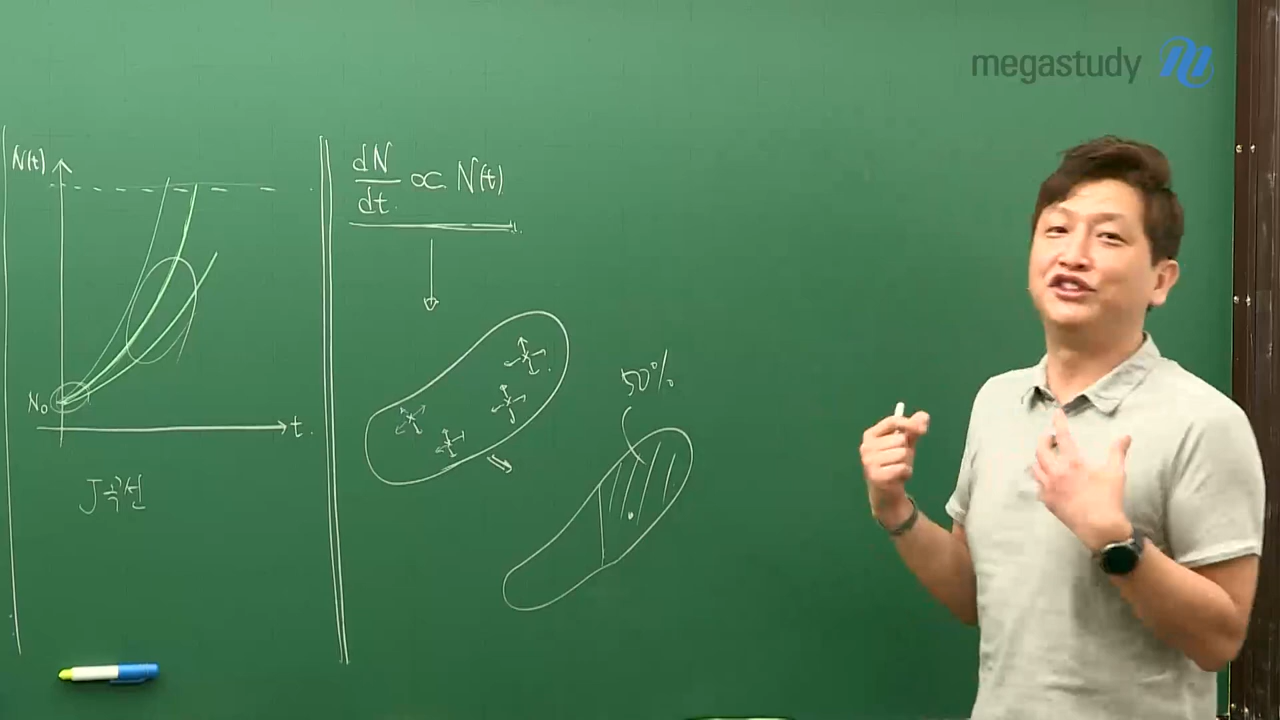 megastudy
N(t)
N₀
t.
J곡선
dN/dt. ∝ N(t)
50%